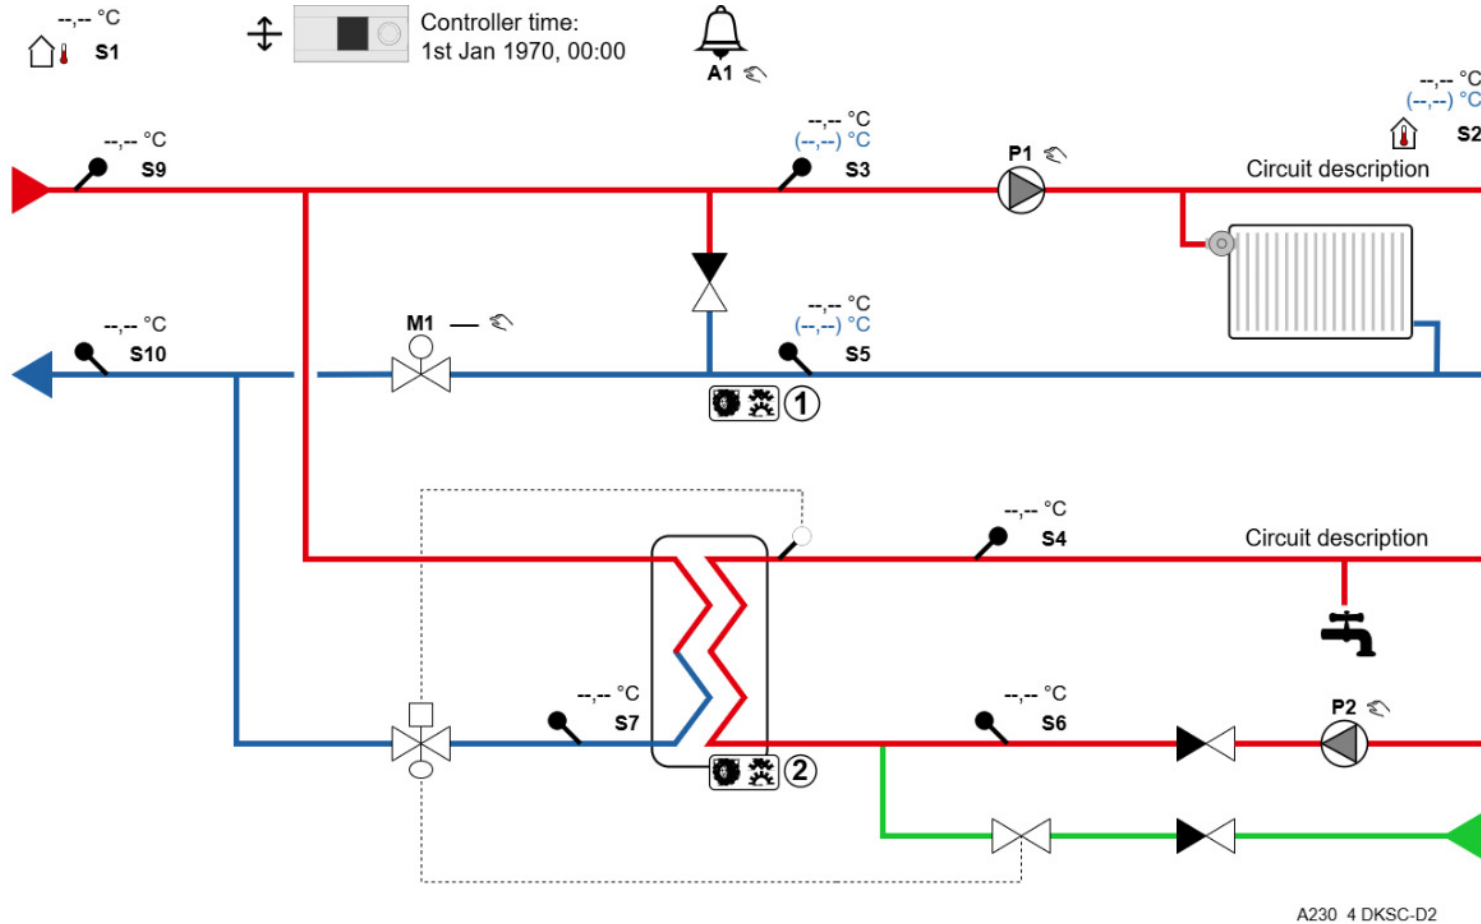 --,-- °C
S1
Controller time:
1st Jan 1970, 00:00
A1
--,-- °C
(--,--) °C
S2
--,-- °C
S9
--,-- °C
(--,--) °C
S3
P1
Circuit description
--,-- °C
S10
M1
--,-- °C
(--,--) °C
S5
1
--,-- °C
S4
Circuit description
--,-- °C
S7
--,-- °C
S6
P2
2
A230 4 DKSC-D2